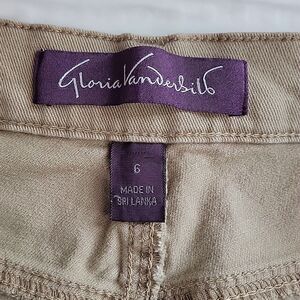 Gloria Vanderbilt
6
MADE IN
SRI LANKA